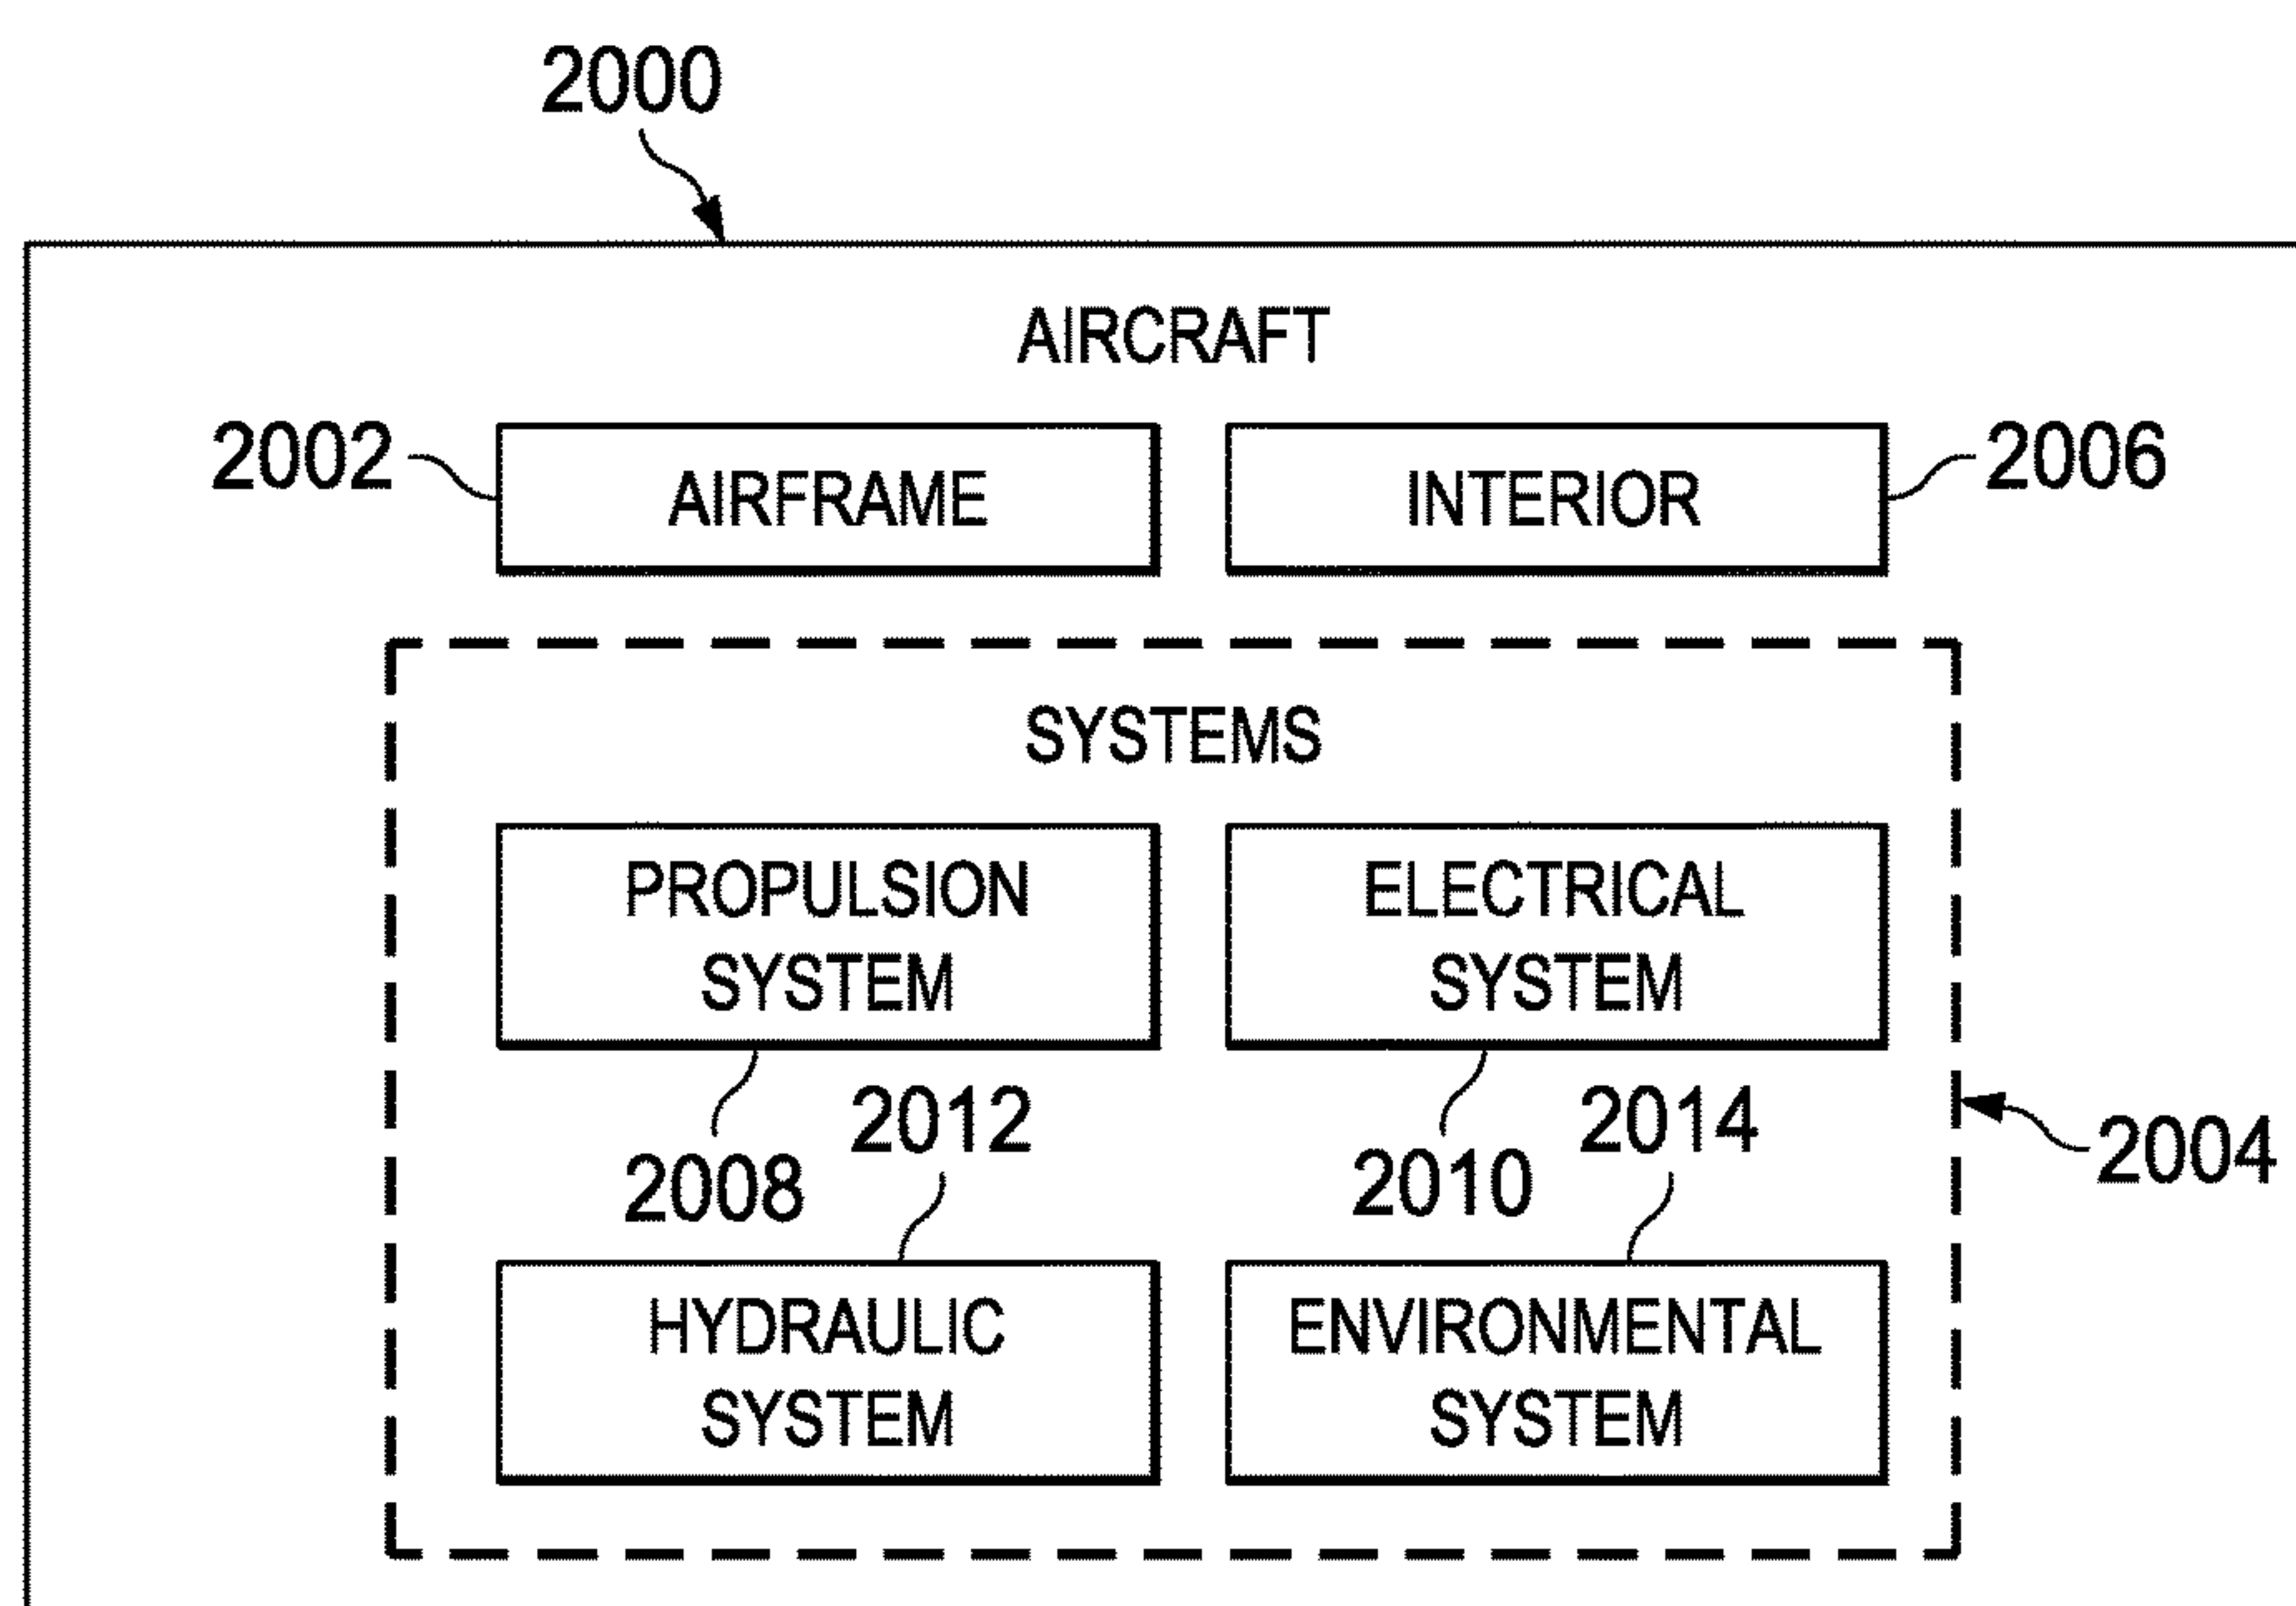 2000
AIRCRAFT
2002
AIRFRAME
INTERIOR
2006
SYSTEMS
PROPULSION
SYSTEM
ELECTRICAL
SYSTEM
2008
2012
2010
2014
2004
HYDRAULIC
SYSTEM
ENVIRONMENTAL
SYSTEM